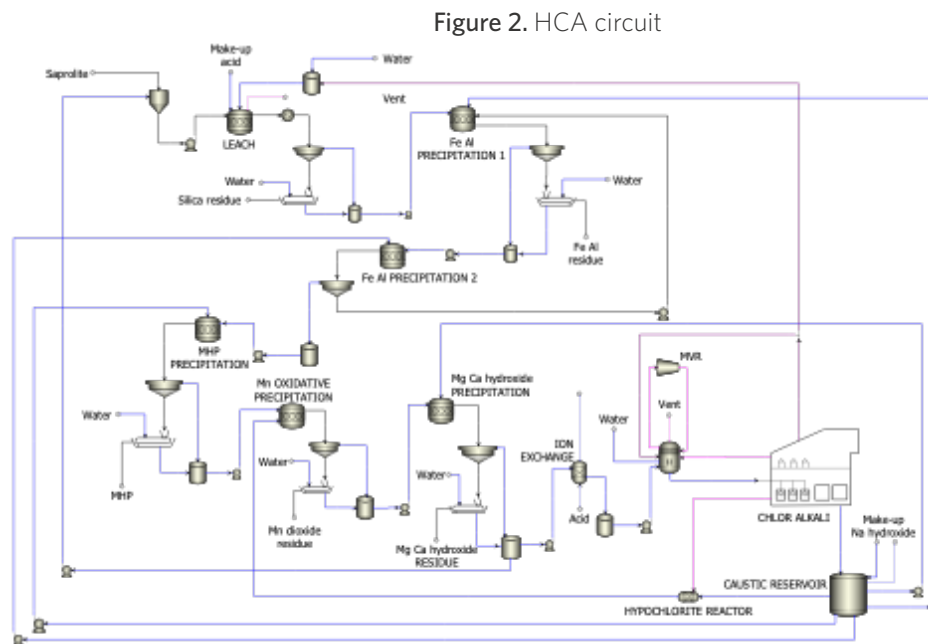 Figure 2. HCA circuit
Make-up
acid
Water
Saprolite
Vent
LEACH
Fe Al
PRECIPITATION 1
Water
Silica residue
Water
Fe Al
residue
Fe Al PRECIPITATION 2
MHP
PRECIPITATION
Mn OXIDATIVE
PRECIPITATION
Mg Ca hydroxide
PRECIPITATION
MVR
Vent
Water
ION
EXCHANGE
Water
Water
Water
MHP
Mn dioxide
residue
Mg Ca hydroxide
RESIDUE
Acid
CHLOR ALKALI
Make-up
Na hydroxide
CAUSTIC RESERVOIR
HYPOCHLORITE REACTOR